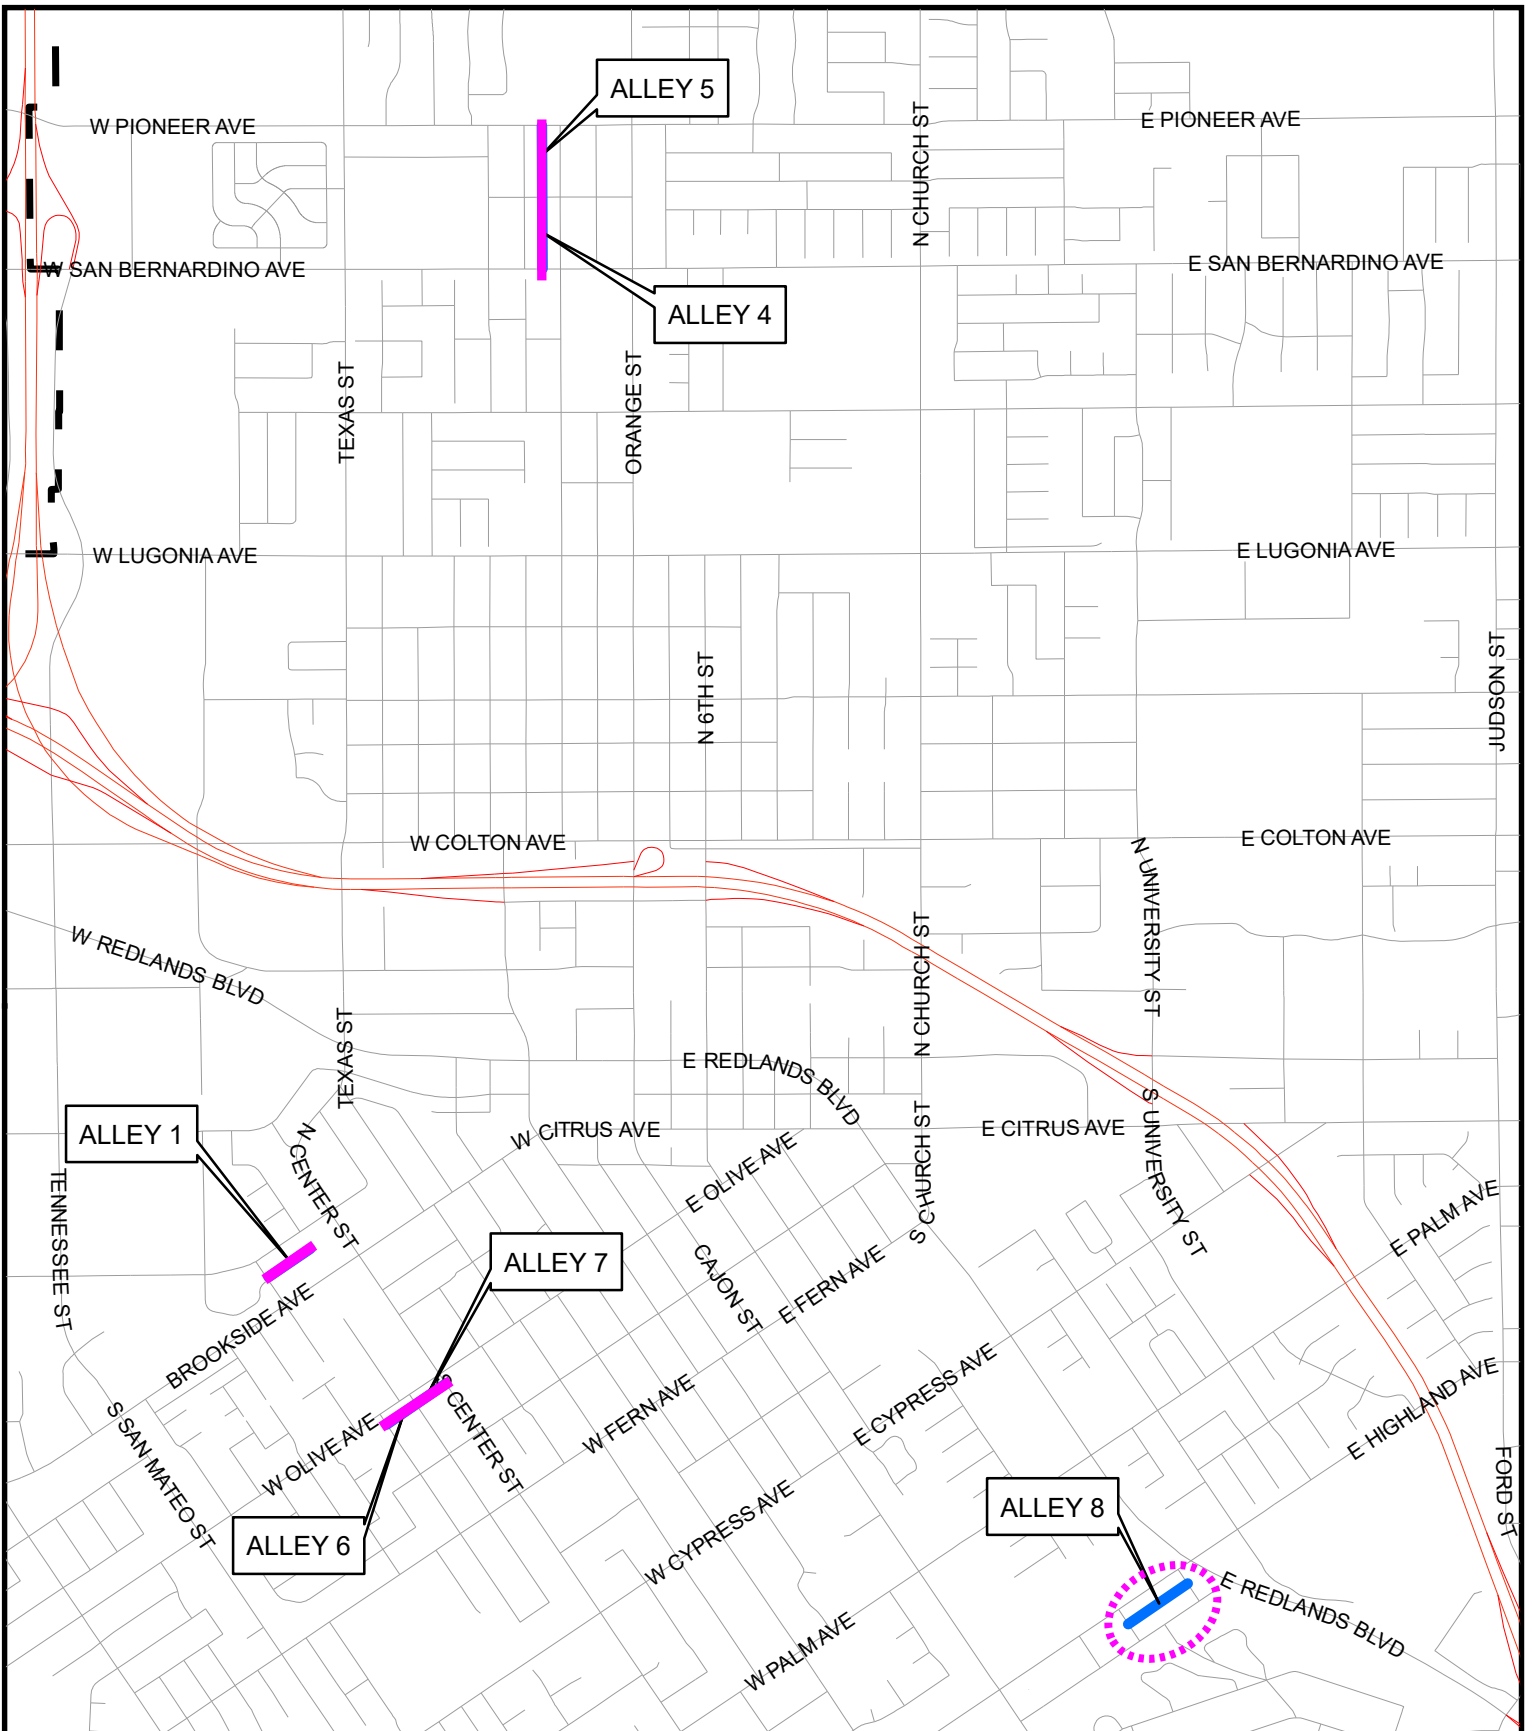 ALLEY 5
W PIONEER AVE
E PIONEER AVE
N CHURCH ST
W SAN BERNARDINO AVE
E SAN BERNARDINO AVE
ALLEY 4
TEXAS ST
ORANGE ST
W LUGONIA AVE
E LUGONIA AVE
N 6TH ST
JUDSON ST
W COLTON AVE
E COLTON AVE
N UNIVERSITY ST
W REDLANDS BLVD
N CHURCH ST
TEXAS ST
E REDLANDS BLVD
ALLEY 1
N CENTER ST
W CITRUS AVE
E CITRUS AVE
S CHURCH ST
S UNIVERSITY ST
E OLIVE AVE
TENNESSEE ST
E PALM AVE
ALLEY 7
CAJON ST
E FERN AVE
BROOKSIDE AVE
S CENTER ST
W FERN AVE
E CYPRESS AVE
E HIGHLAND AVE
S SAN MATEO ST
W OLIVE AVE
FORD ST
ALLEY 6
W CYPRESS AVE
ALLEY 8
E REDLANDS BLVD
W PALM AVE